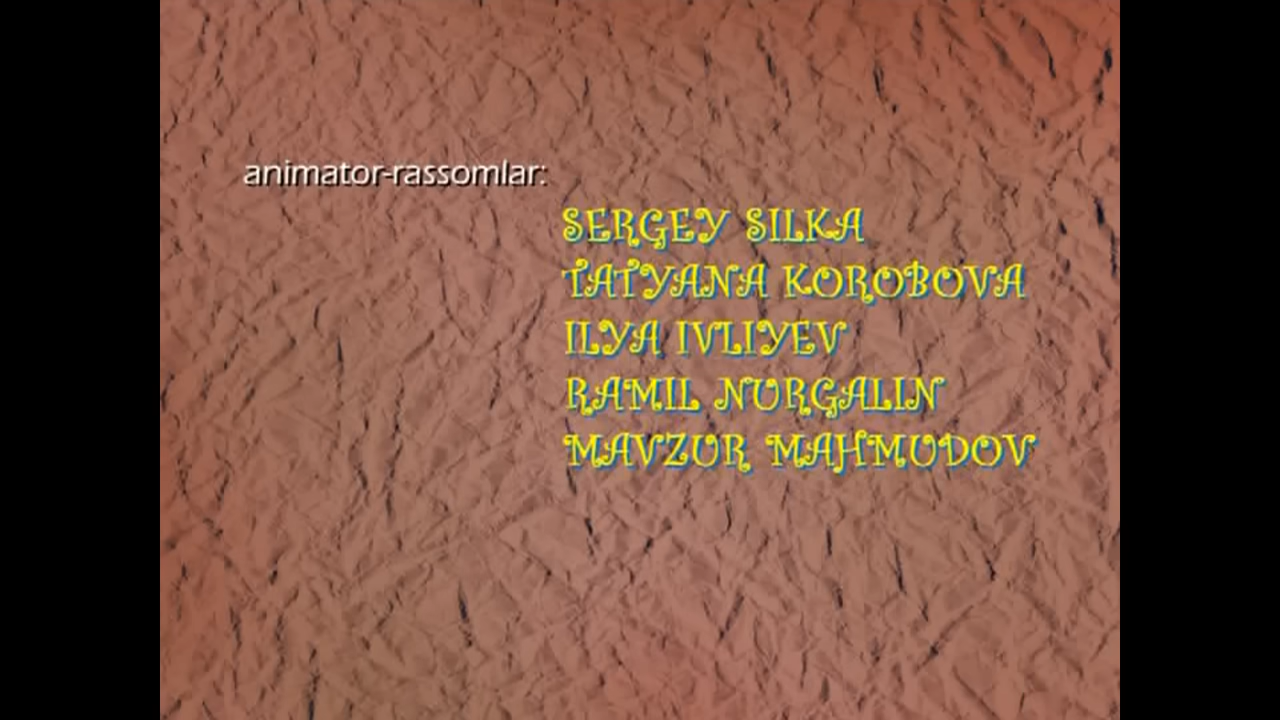 animator-rassomlar:
SERGEY SILKA
TATYANA KOROBOVA
ILYA IVLIYEV
RAMIL NURGALIN
MAVZUR MAHMUDOV